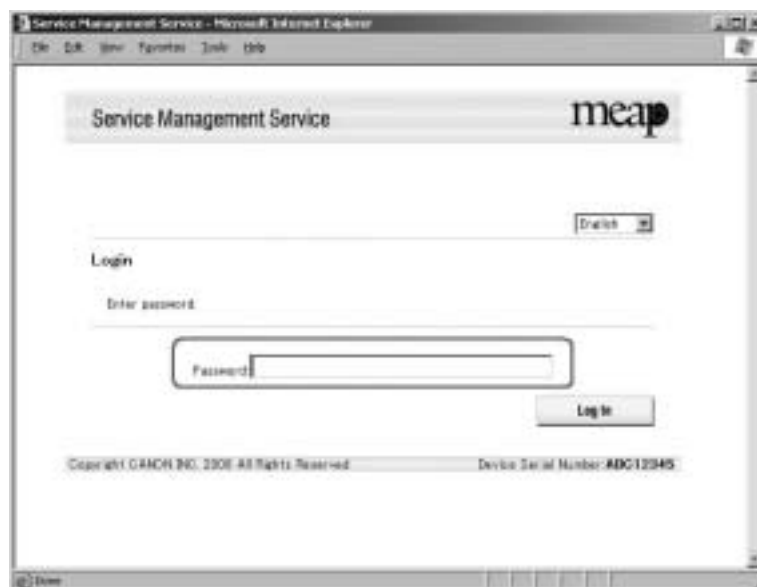 Service Management Service - Microsoft Internet Explorer
File Edit View Favorites Tools Help
Service Management Service
meap
English
Login
Enter password
Password:
Log In
Copyright CANON INC. 2008 All Rights Reserved
Device Serial Number:ABC12345
Done